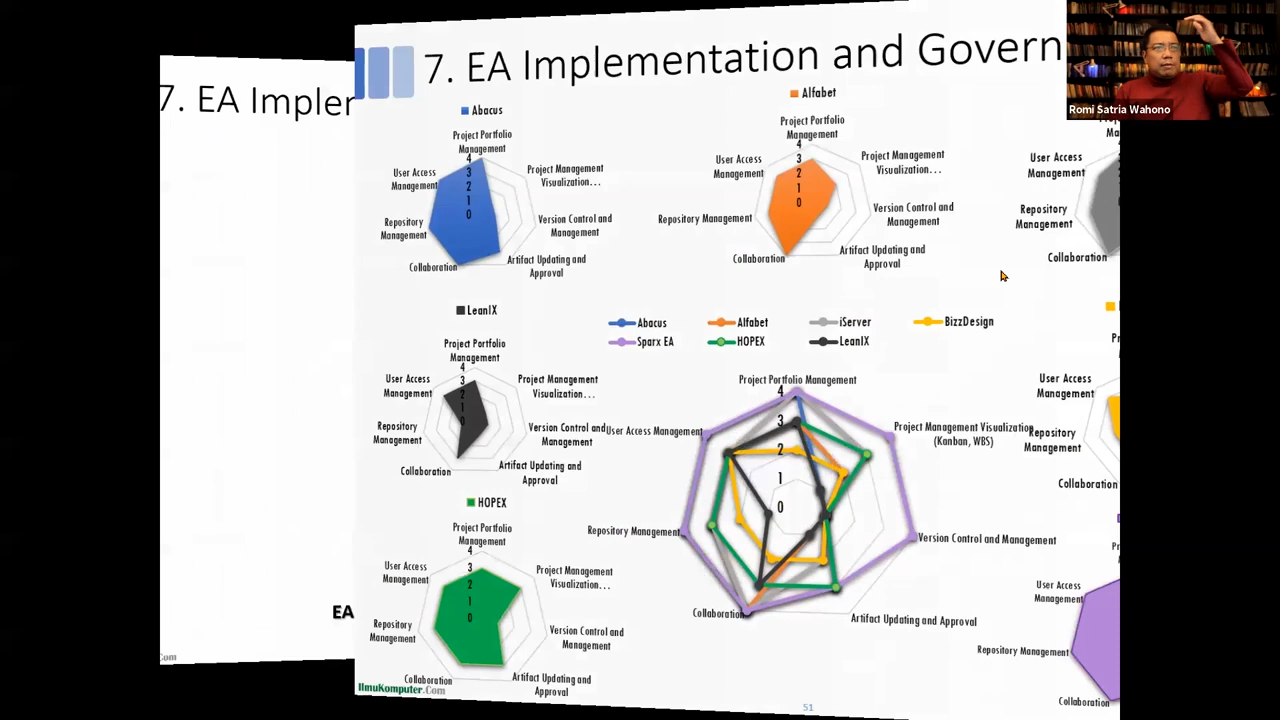 7. EA Impler
Com
EA
7. EA Implementation and Govern
Romi Satria Wahono
Abacus
Project Portfolio
Management
4
3
2
1
0
User Access
Management
Project Management
Visualization...
Repository
Management
Version Control and
Management
Collaboration
Artifact Updating and
Approval
Alfabet
Project Portfolio
Management
4
3
2
1
0
User Access
Management
Project Management
Visualization...
Repository Management
Version Control and
Management
Collaboration
Artifact Updating and
Approval
User Access
Management
Repository
Management
Collaboration
LeanIX
Project Portfolio
Management
4
3
2
1
0
User Access
Management
Project Management
Visualization...
Repository
Management
Version Control and
Management
Collaboration
Artifact Updating and
Approval
Abacus
Alfabet
iServer
BizzDesign
Sparx EA
HOPEX
LeanIX
Project Portfolio Management
4
3
2
1
0
User Access Management
Project Management Visualization
(Kanban, WBS)
Repository Management
Version Control and Management
Collaboration
Artifact Updating and Approval
User Access
Management
Repository
Management
Collaboration
HOPEX
Project Portfolio
Management
4
3
2
1
0
User Access
Management
Project Management
Visualization...
Repository
Management
Version Control and
Management
Collaboration
Artifact Updating and
Approval
User Access
Management
Repository Management
Collaboration
IlmuKomputer.Com
51